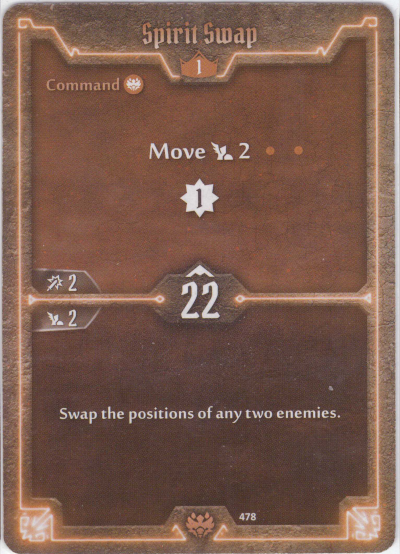 Spirit Swap
1
Command
Move 2
1
2
22
2
Swap the positions of any two enemies.
478